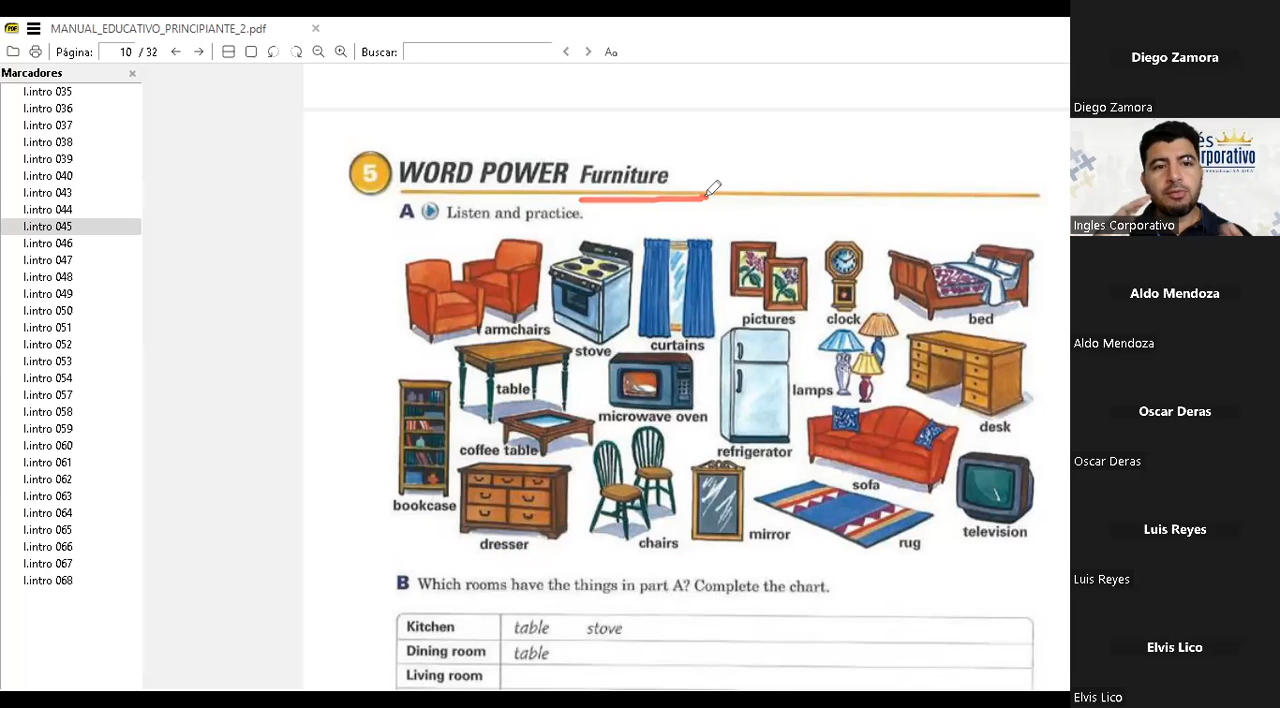 MANUAL_EDUCATIVO_PRINCIPIANTE_2.pdf
Página: 10 / 32 Buscar: Aa
Marcadores
I.intro 035
I.intro 036
I.intro 037
I.intro 038
I.intro 039
I.intro 040
I.intro 043
I.intro 044
I.intro 045
I.intro 046
I.intro 047
I.intro 048
I.intro 049
I.intro 050
I.intro 051
I.intro 052
I.intro 053
I.intro 054
I.intro 057
I.intro 058
I.intro 059
I.intro 060
I.intro 061
I.intro 062
I.intro 063
I.intro 064
I.intro 065
I.intro 066
I.intro 067
I.intro 068
5 WORD POWER Furniture
A Listen and practice.
armchairs
stove
curtains
pictures
clock
bed
table
microwave oven
lamps
desk
coffee table
refrigerator
sofa
bookcase
dresser
chairs
mirror
rug
television
B Which rooms have the things in part A? Complete the chart.
Kitchen table stove
Dining room table
Living room
Diego Zamora
Diego Zamora
és
rporativo
Ingles Corporativo
Aldo Mendoza
Aldo Mendoza
Oscar Deras
Oscar Deras
Luis Reyes
Luis Reyes
Elvis Lico
Elvis Lico